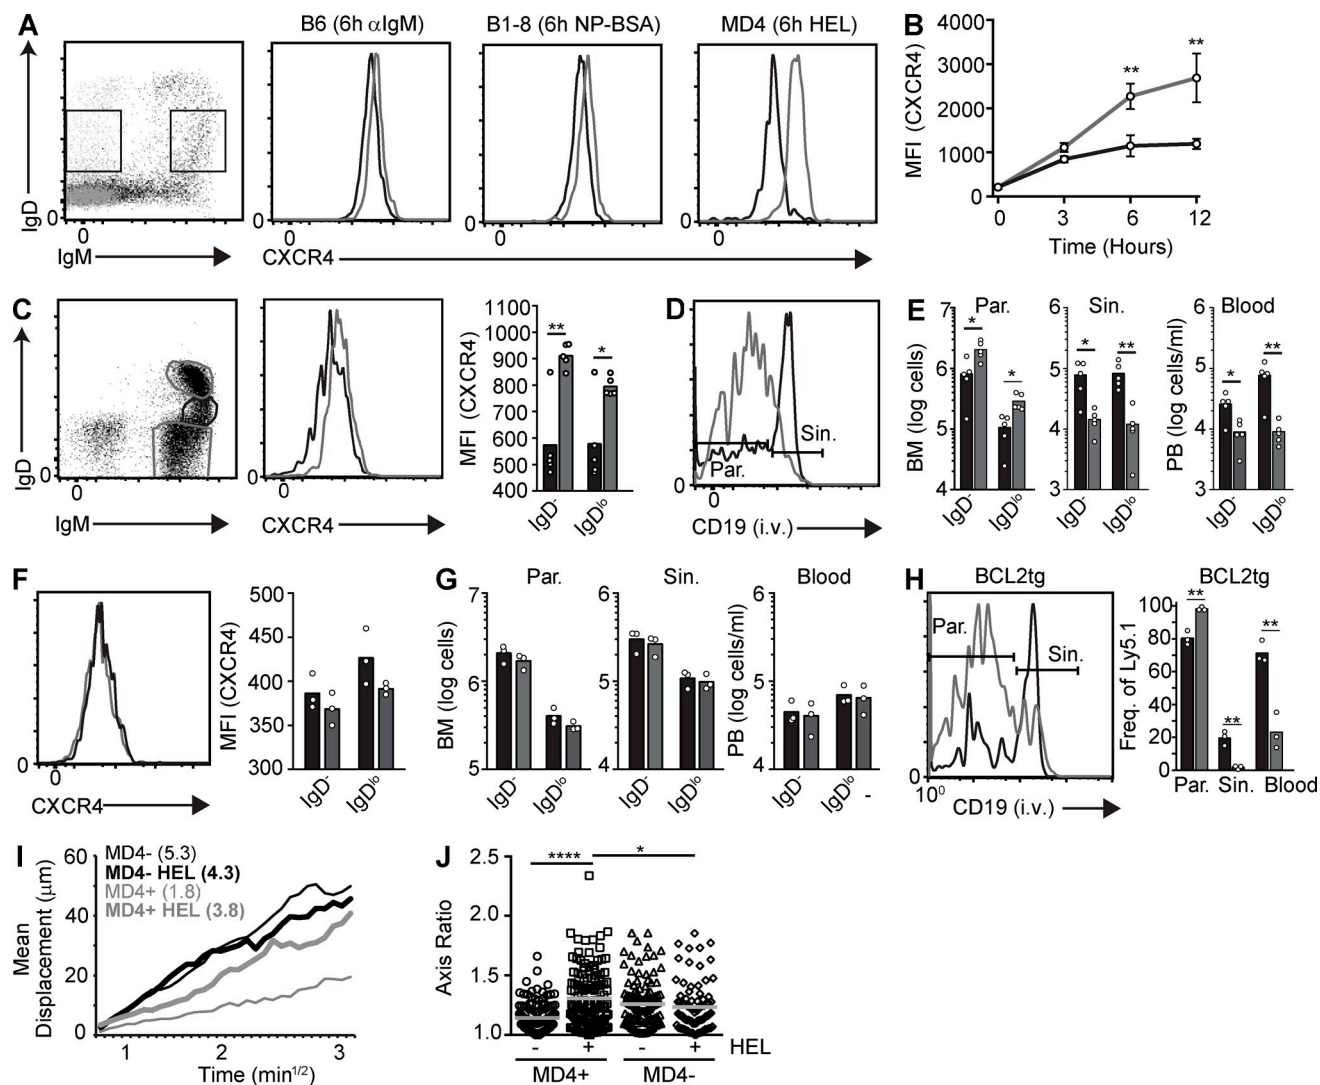 A
B6 (6h αIgM)
B1-8 (6h NP-BSA)
MD4 (6h HEL)
IgD
0
IgM
0
0
0
0
0
0
CXCR4
B
4000
3000
2000
1000
0
MFI (CXCR4)
**
**
0
3
6
12
Time (Hours)
C
IgD
0
0
IgM
0
0
CXCR4
1100
1000
900
800
700
600
500
400
MFI (CXCR4)
**
*
IgD-
IgDlo
D
Par.
Sin.
0
0
CD19 (i.v.)
E
Par.
Sin.
Blood
BM (log cells)
7
6
5
4
*
*
IgD-
IgDlo
6
5
4
3
*
**
IgD-
IgDlo
PB (log cells/ml)
6
5
4
3
*
**
IgD-
IgDlo
F
0
0
CXCR4
MFI (CXCR4)
500
450
400
350
300
IgD-
IgDlo
G
Par.
Sin.
Blood
BM (log cells)
7
6
5
IgD-
IgDlo
6
5
4
IgD-
IgDlo
PB (log cells/ml)
6
5
4
IgD-
IgDlo
-
H
BCL2tg
BCL2tg
Par.
Sin.
0
10⁰
CD19 (i.v.)
Freq. of Ly5.1
100
80
60
40
20
0
**
**
**
Par. Sin. Blood
I
MD4- (5.3)
MD4- HEL (4.3)
MD4+ (1.8)
MD4+ HEL (3.8)
Mean
Displacement (μm)
60
40
20
0
1
2
3
Time (min1/2)
J
****
*
Axis Ratio
2.5
2.0
1.5
1.0
-
+
-
+
HEL
MD4+
MD4-